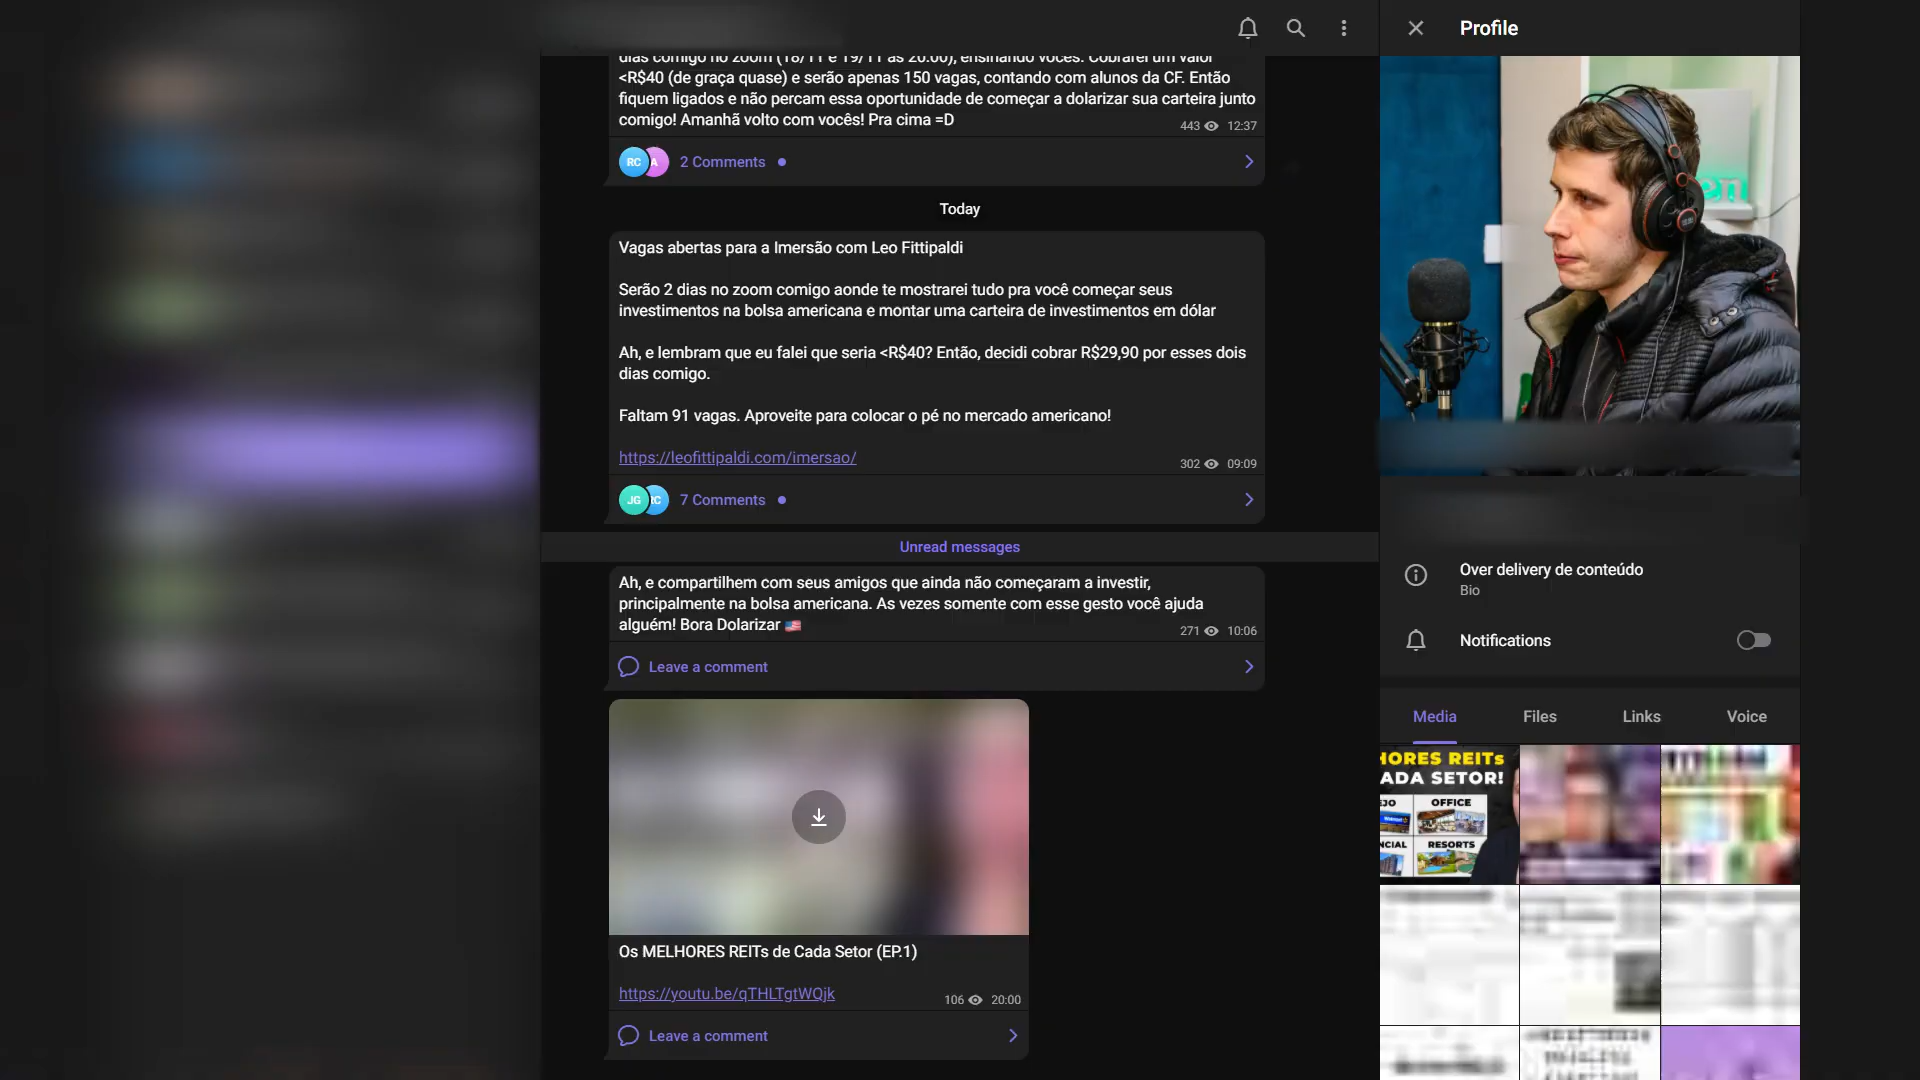 Profile
dias comigo no zoom (18/11 e 19/11 às 20:00), ensinando vocês. Cobrarei um valor
<R$40 (de graça quase) e serão apenas 150 vagas, contando com alunos da CF. Então
fiquem ligados e não percam essa oportunidade de começar a dolarizar sua carteira junto
comigo! Amanhã volto com vocês! Pra cima =D
443 12:37
RC A 2 Comments
Today
Vagas abertas para a Imersão com Leo Fittipaldi
Serão 2 dias no zoom comigo aonde te mostrarei tudo pra você começar seus
investimentos na bolsa americana e montar uma carteira de investimentos em dólar
Ah, e lembram que eu falei que seria <R$40? Então, decidi cobrar R$29,90 por esses dois
dias comigo.
Faltam 91 vagas. Aproveite para colocar o pé no mercado americano!
https://leofittipaldi.com/imersao/
302 09:09
JG RC 7 Comments
Unread messages
Ah, e compartilhem com seus amigos que ainda não começaram a investir,
principalmente na bolsa americana. As vezes somente com esse gesto você ajuda
alguém! Bora Dolarizar 🇺🇸
271 10:06
Leave a comment
Os MELHORES REITs de Cada Setor (EP.1)
https://youtu.be/qTHLTgtWQjk
106 20:00
Leave a comment
en
Over delivery de conteúdo
Bio
Notifications
Media Files Links Voice
HORES REITs
ADA SETOR!
EJO OFFICE
NCIAL RESORTS